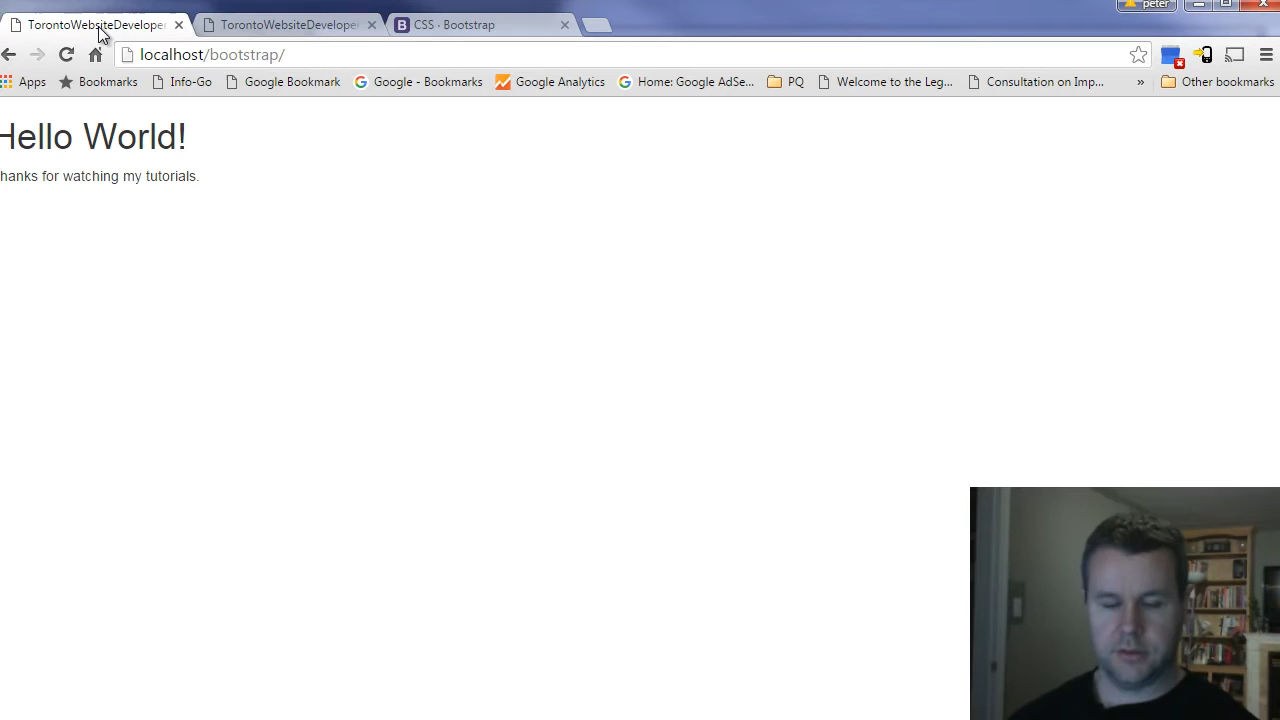 peter
TorontoWebsiteDeveloper TorontoWebsiteDeveloper CSS · Bootstrap
localhost/bootstrap/
Apps Bookmarks Info-Go Google Bookmark Google - Bookmarks Google Analytics Home: Google AdSe... PQ Welcome to the Leg... Consultation on Imp... » Other bookmarks
Hello World!
hanks for watching my tutorials.